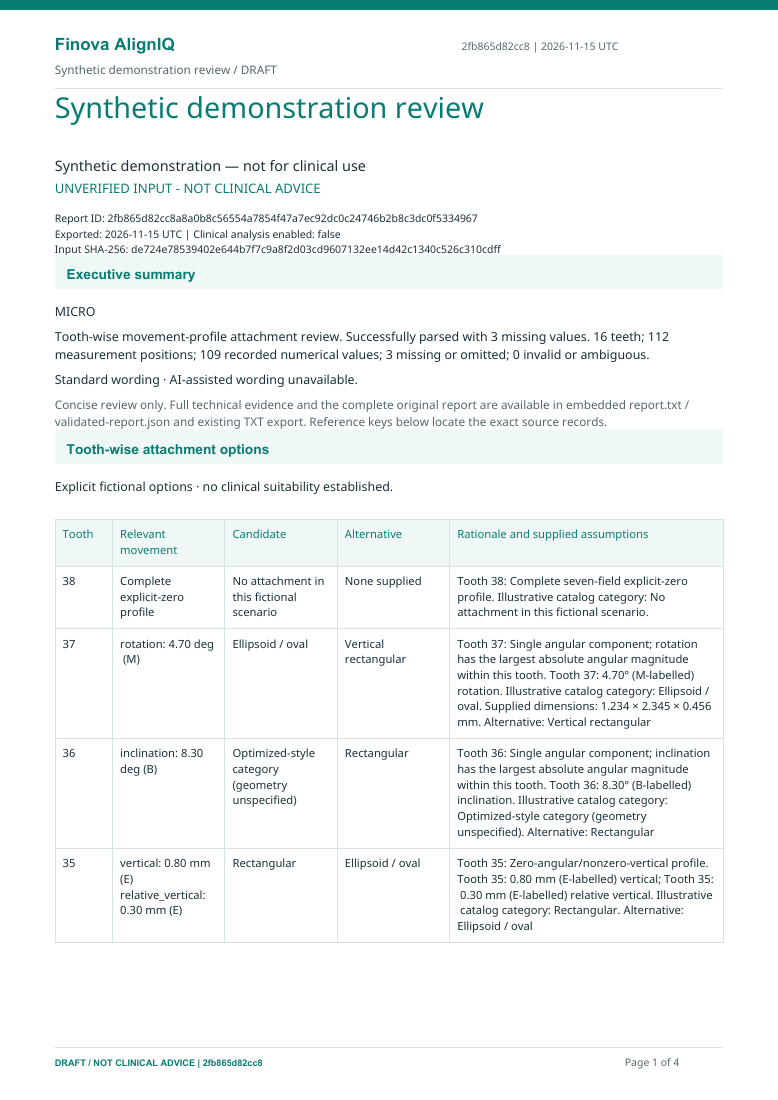 Finova AlignIQ
2fb865d82cc8 | 2026-11-15 UTC
Synthetic demonstration review / DRAFT
Synthetic demonstration review
Synthetic demonstration — not for clinical use
UNVERIFIED INPUT - NOT CLINICAL ADVICE
Report ID: 2fb865d82cc8a8a0b8c56554a7854f47a7ec92dc0c24746b2b8c3dc0f5334967
Exported: 2026-11-15 UTC | Clinical analysis enabled: false
Input SHA-256: de724e78539402e644b7f7c9a8f2d03cd9607132ee14d42c1340c526c310cdff
Executive summary
MICRO
Tooth-wise movement-profile attachment review. Successfully parsed with 3 missing values. 16 teeth; 112
measurement positions; 109 recorded numerical values; 3 missing or omitted; 0 invalid or ambiguous.
Standard wording · AI-assisted wording unavailable.
Concise review only. Full technical evidence and the complete original report are available in embedded report.txt /
validated-report.json and existing TXT export. Reference keys below locate the exact source records.
Tooth-wise attachment options
Explicit fictional options · no clinical suitability established.
Tooth
Relevant
movement
Candidate
Alternative
Rationale and supplied assumptions
38
Complete
explicit-zero
profile
No attachment in
this fictional
scenario
None supplied
Tooth 38: Complete seven-field explicit-zero
profile. Illustrative catalog category: No
attachment in this fictional scenario.
37
rotation: 4.70 deg
(M)
Ellipsoid / oval
Vertical
rectangular
Tooth 37: Single angular component; rotation
has the largest absolute angular magnitude
within this tooth. Tooth 37: 4.70° (M-labelled)
rotation. Illustrative catalog category: Ellipsoid /
oval. Supplied dimensions: 1.234 × 2.345 × 0.456
mm. Alternative: Vertical rectangular
36
inclination: 8.30
deg (B)
Optimized-style
category
(geometry
unspecified)
Rectangular
Tooth 36: Single angular component; inclination
has the largest absolute angular magnitude
within this tooth. Tooth 36: 8.30° (B-labelled)
inclination. Illustrative catalog category:
Optimized-style category (geometry
unspecified). Alternative: Rectangular
35
vertical: 0.80 mm
(E)
relative_vertical:
0.30 mm (E)
Rectangular
Ellipsoid / oval
Tooth 35: Zero-angular/nonzero-vertical profile.
Tooth 35: 0.80 mm (E-labelled) vertical; Tooth 35:
0.30 mm (E-labelled) relative vertical. Illustrative
catalog category: Rectangular. Alternative:
Ellipsoid / oval
DRAFT / NOT CLINICAL ADVICE | 2fb865d82cc8
Page 1 of 4